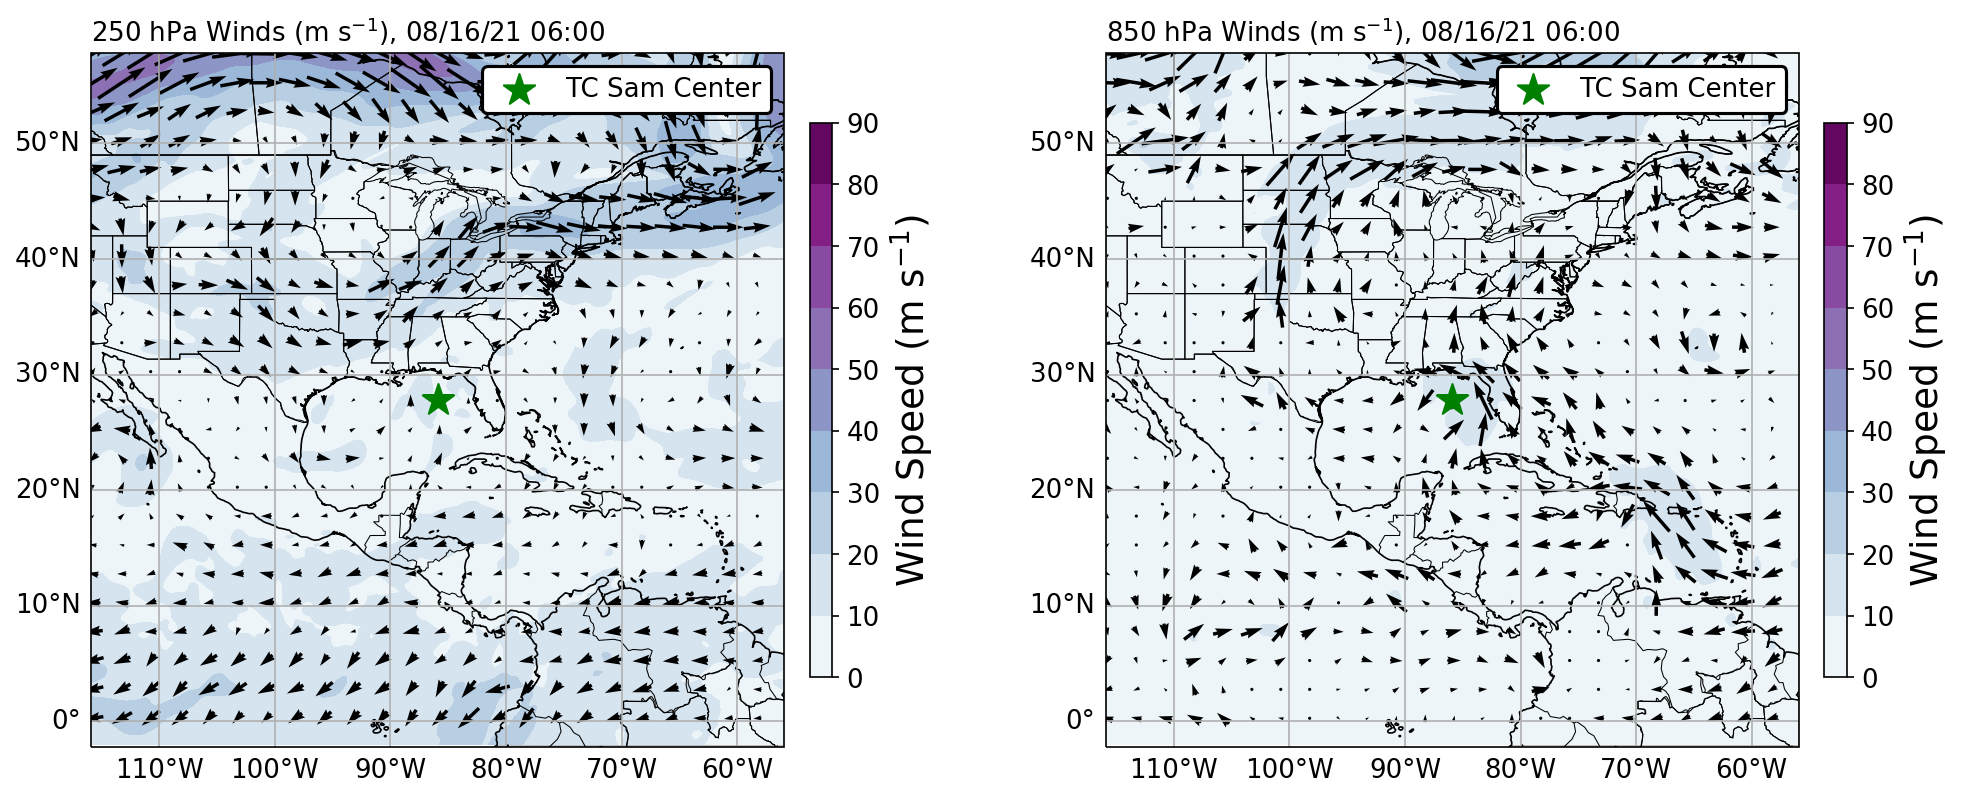 250 hPa Winds (m s⁻¹), 08/16/21 06:00
TC Sam Center
50°N
40°N
30°N
20°N
10°N
0°
110°W
100°W
90°W
80°W
70°W
60°W
90
80
70
60
50
40
30
20
10
0
Wind Speed (m s⁻¹)
850 hPa Winds (m s⁻¹), 08/16/21 06:00
TC Sam Center
50°N
40°N
30°N
20°N
10°N
0°
110°W
100°W
90°W
80°W
70°W
60°W
90
80
70
60
50
40
30
20
10
0
Wind Speed (m s⁻¹)